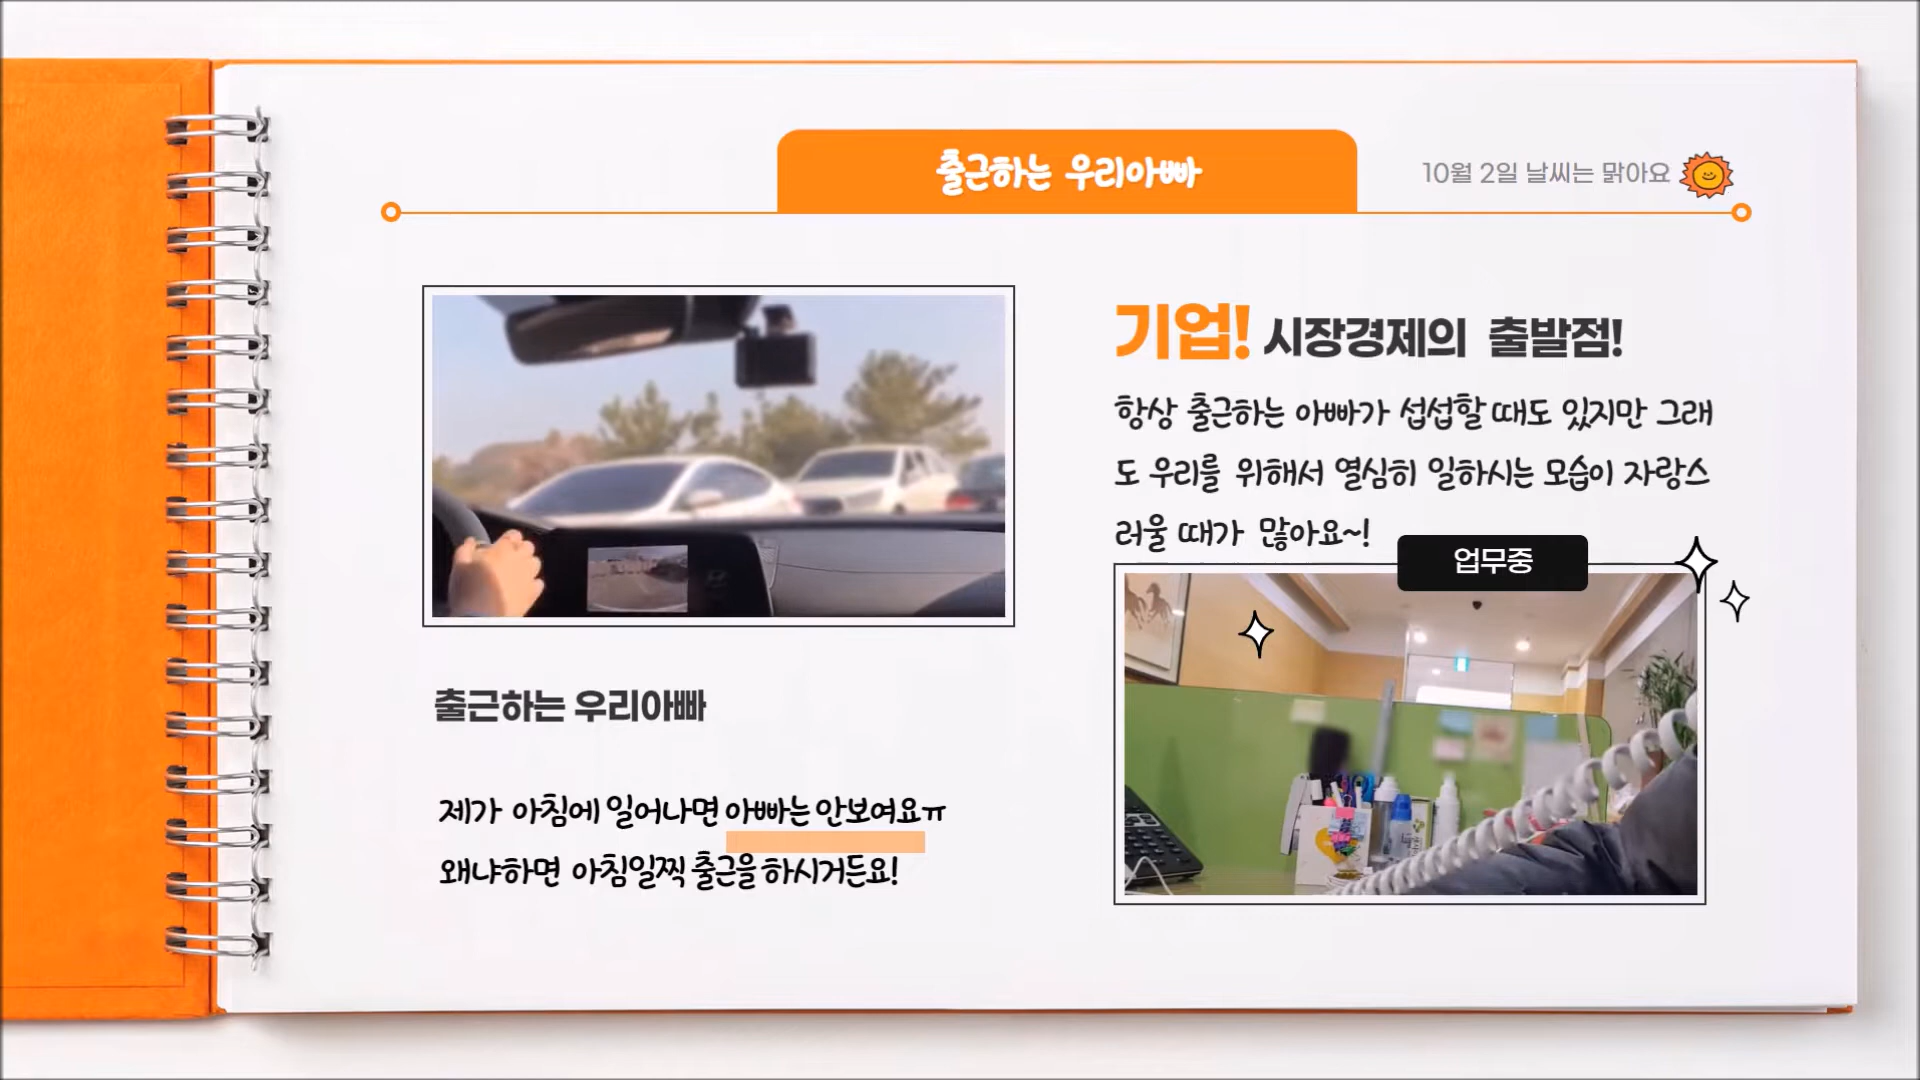 출근하는 우리아빠
10월 2일 날씨는 맑아요
출근하는 우리아빠
제가 아침에 일어나면 아빠는 안보여요ㅠ
왜냐하면 아침일찍 출근을 하시거든요!
기업! 시장경제의 출발점!
항상 출근하는 아빠가 섭섭할 때도 있지만 그래
도 우리를 위해서 열심히 일하시는 모습이 자랑스
러울 때가 많아요~!
업무중